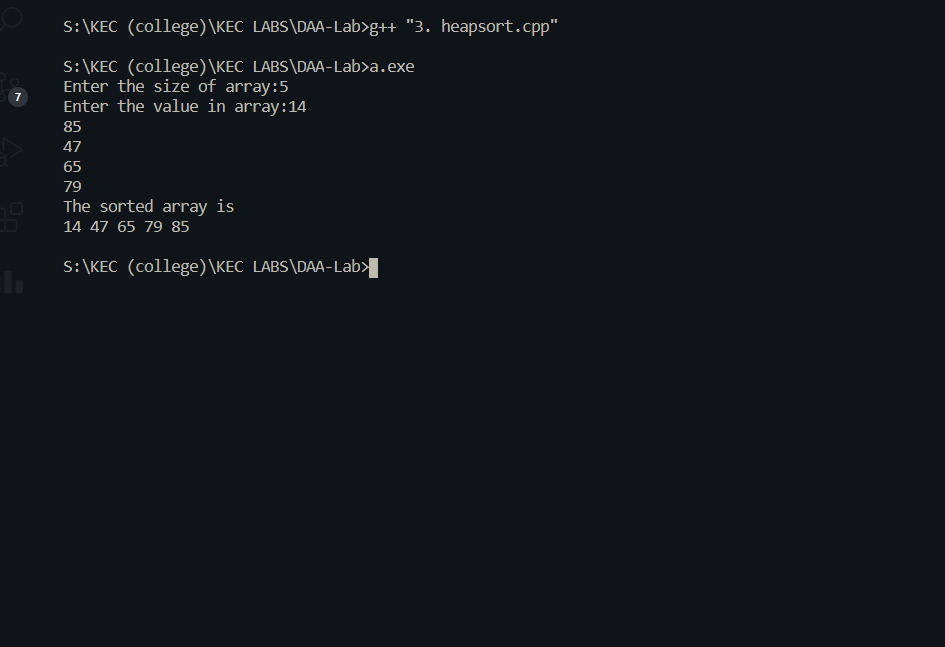 S:\KEC (college)\KEC LABS\DAA-Lab>g++ "3. heapsort.cpp"
S:\KEC (college)\KEC LABS\DAA-Lab>a.exe
Enter the size of array:5
7
Enter the value in array:14
85
47
65
79
The sorted array is
14 47 65 79 85
S:\KEC (college)\KEC LABS\DAA-Lab>